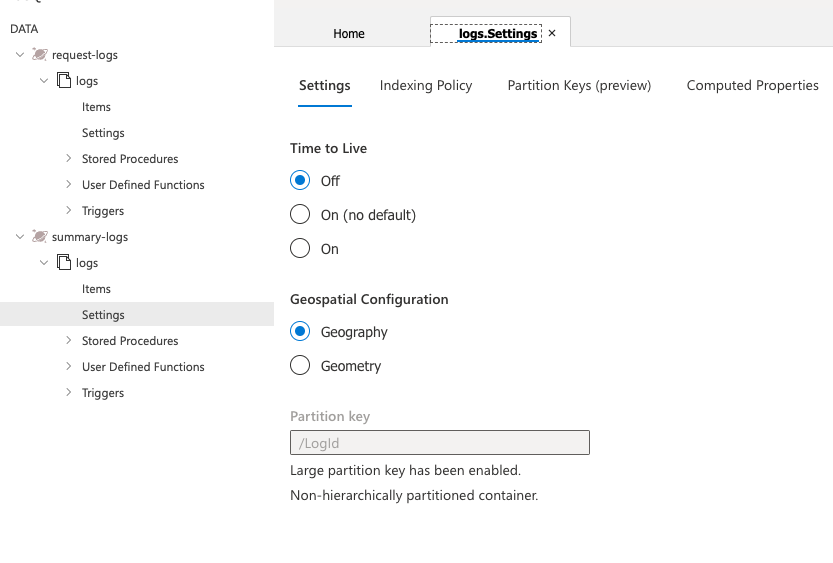 DATA
request-logs
logs
Items
Settings
Stored Procedures
User Defined Functions
Triggers
summary-logs
logs
Items
Settings
Stored Procedures
User Defined Functions
Triggers
Home
logs.Settings
Settings Indexing Policy Partition Keys (preview) Computed Properties
Time to Live
Off
On (no default)
On
Geospatial Configuration
Geography
Geometry
Partition key
/LogId
Large partition key has been enabled.
Non-hierarchically partitioned container.